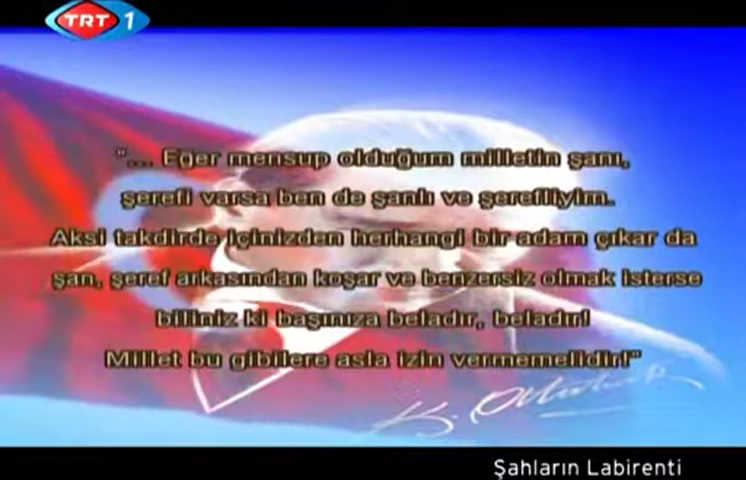 TRT 1
"... Eğer mensup olduğum milletin şanı,
şerefi varsa ben de şanlı ve şerefliyim.
Aksi takdirde içinizden herhangi bir adam çıkar da
şan, şeref arkasından koşar ve benzersiz olmak isterse
biliniz ki başınıza beladır, beladır!
Millet bu gibilere asla izin vermemelidir!"
K. Atatürk
Şahların Labirenti